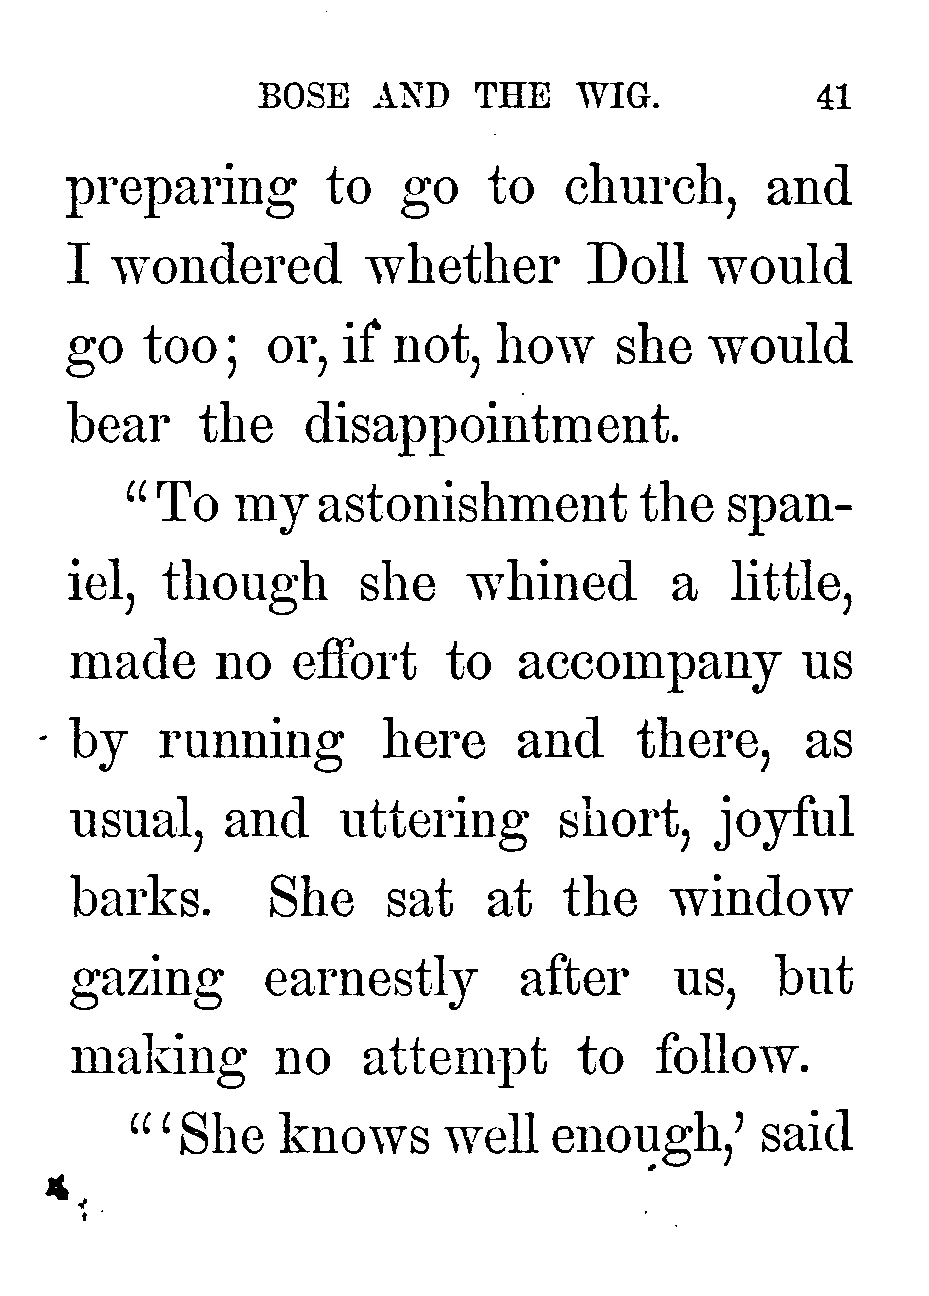 BOSE AND THE WIG. 41
preparing to go to church, and
I wondered whether Doll would
go too; or, if not, how she would
bear the disappointment.
“To my astonishment the span-
iel, though she whined a little,
made no effort to accompany us
by running here and there, as
usual, and uttering short, joyful
barks. She sat at the window
gazing earnestly after us, but
making no attempt to follow.
“‘She knows well enough,’ said